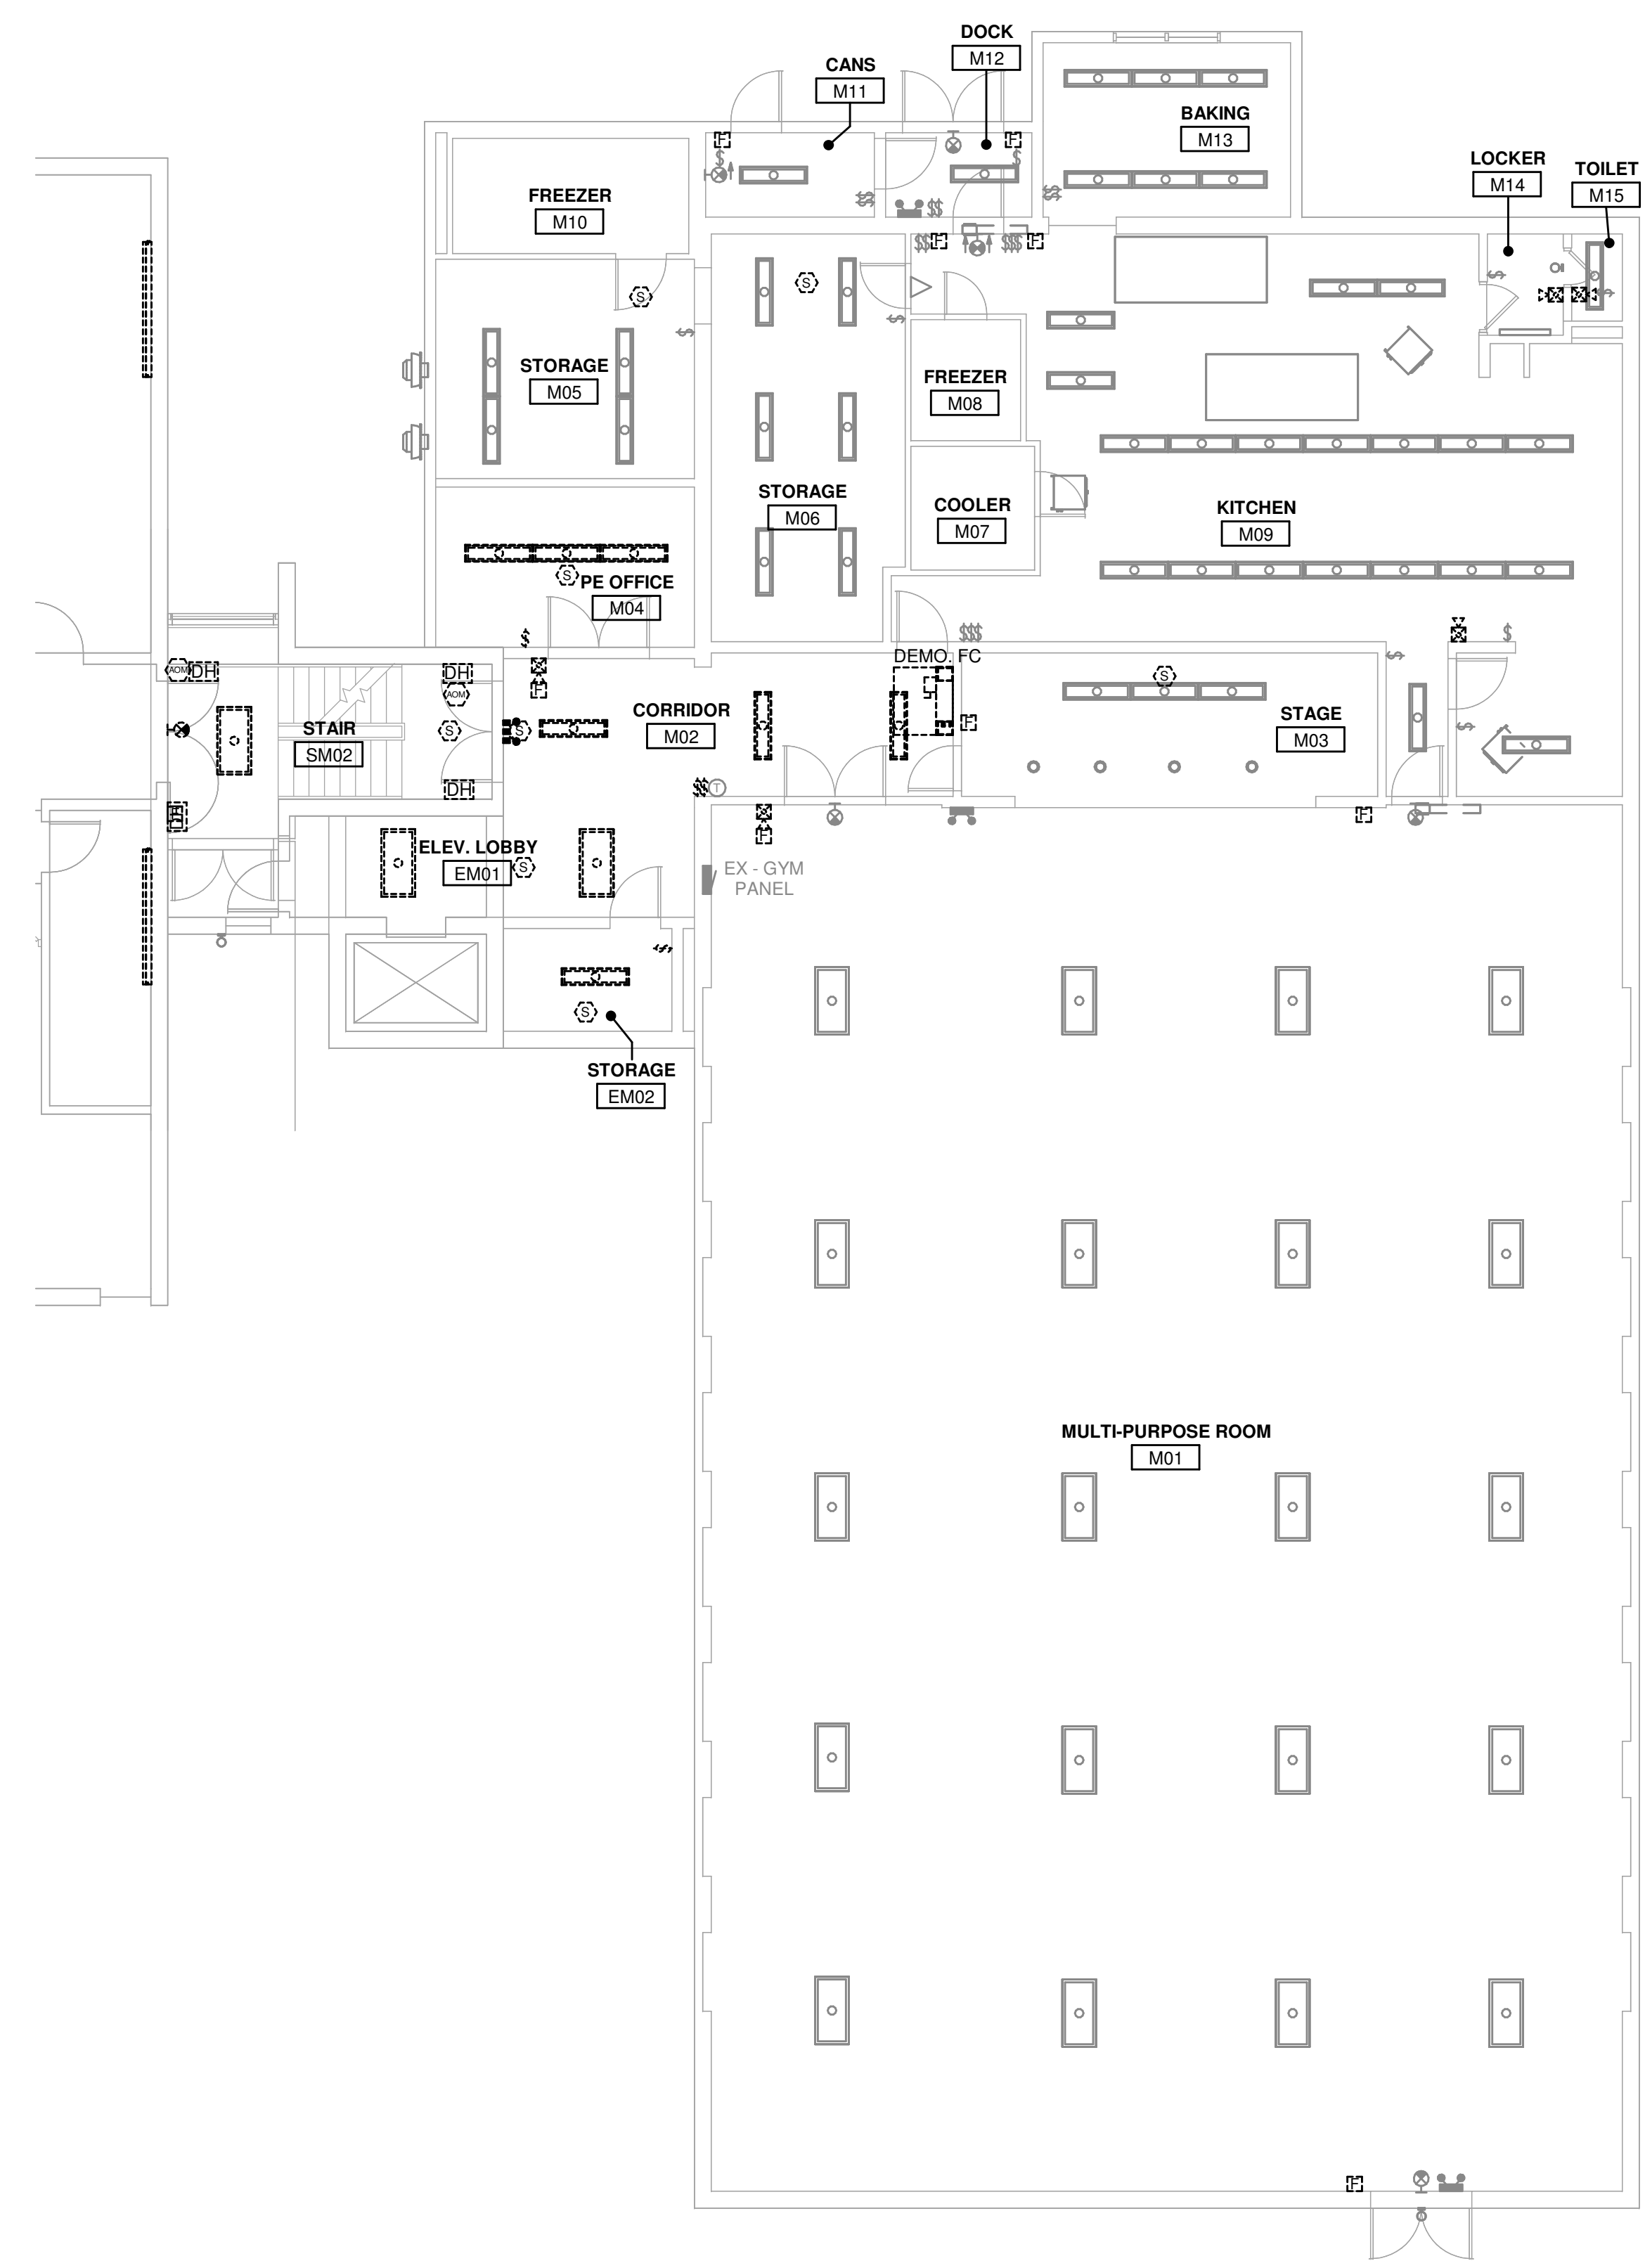 DOCK
M12
CANS
M11
BAKING
M13
LOCKER
M14
TOILET
M15
FREEZER
M10
F
F
$
$
$$
$$
$$
$$
F
$$$
F
$
$
S
S
$
$
STORAGE
M05
FREEZER
M08
STORAGE
M06
COOLER
M07
KITCHEN
M09
S
PE OFFICE
M04
$
$$$
$
DEMO. FC
$
AOM
DH
DH
F
AOM
S
CORRIDOR
M02
STAIR
SM02
S
S
F
STAGE
M03
$
DH
$$$
T
F
F
ELEV. LOBBY
EM01
S
EX - GYM
PANEL
$
S
STORAGE
EM02
MULTI-PURPOSE ROOM
M01
F